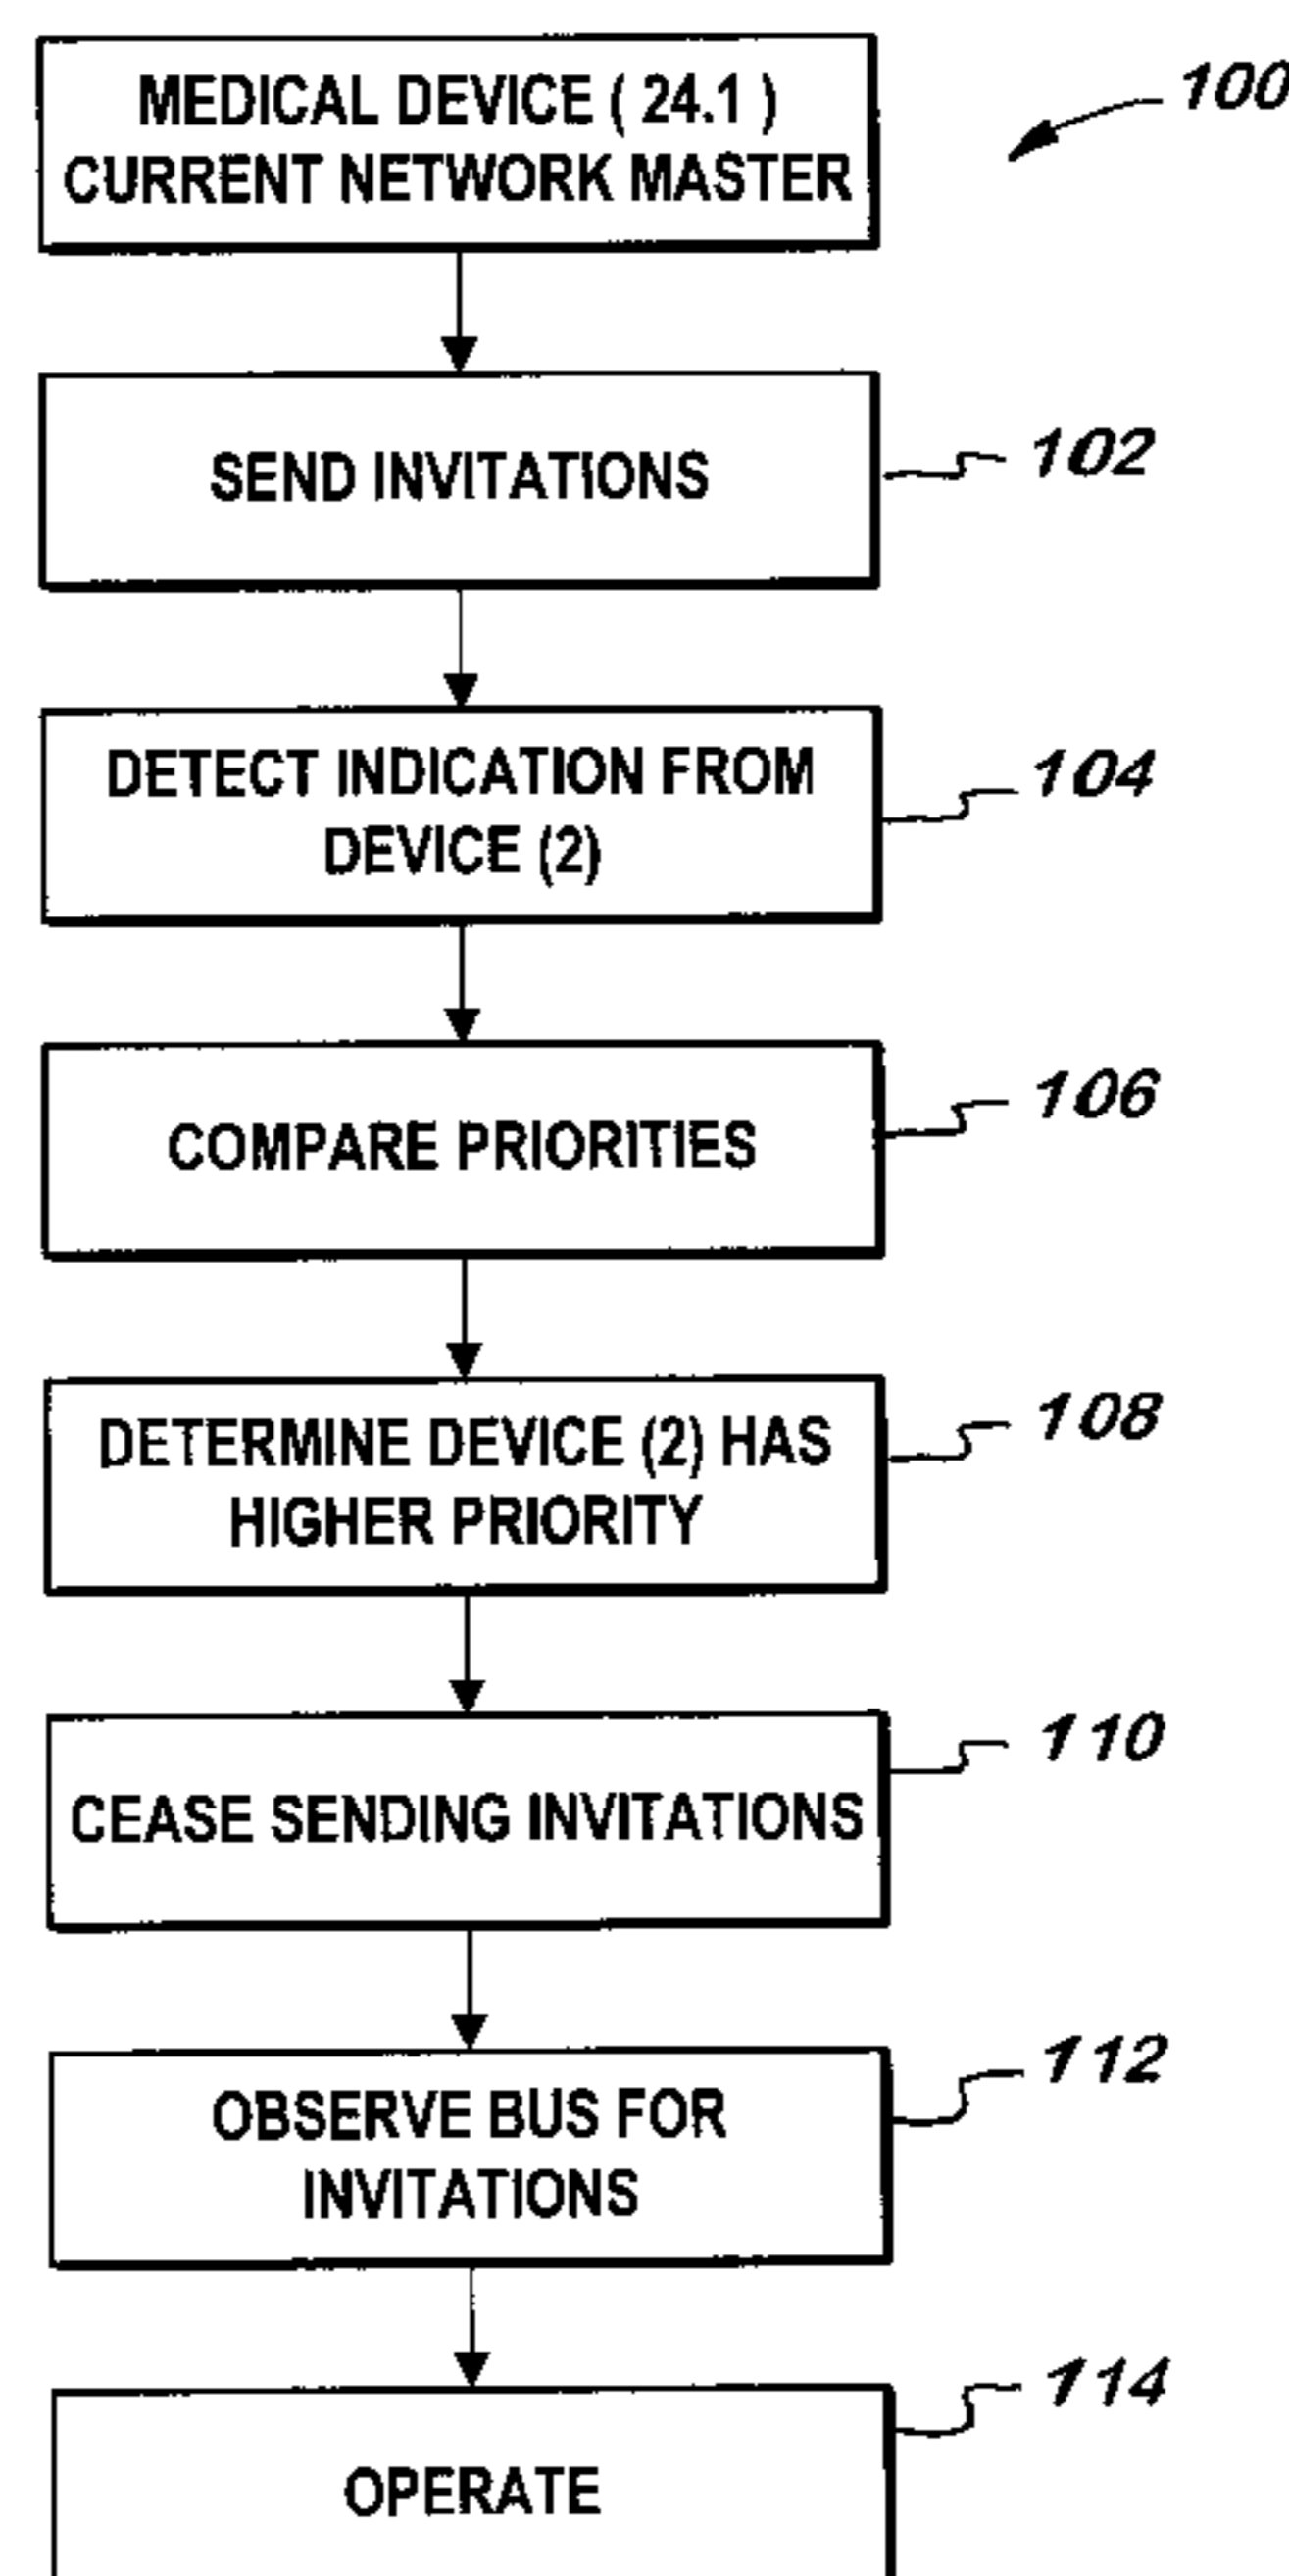 MEDICAL DEVICE ( 24.1 )
CURRENT NETWORK MASTER
100
SEND INVITATIONS
102
DETECT INDICATION FROM
DEVICE (2)
104
COMPARE PRIORITIES
106
DETERMINE DEVICE (2) HAS
HIGHER PRIORITY
108
CEASE SENDING INVITATIONS
110
OBSERVE BUS FOR
INVITATIONS
112
OPERATE
114